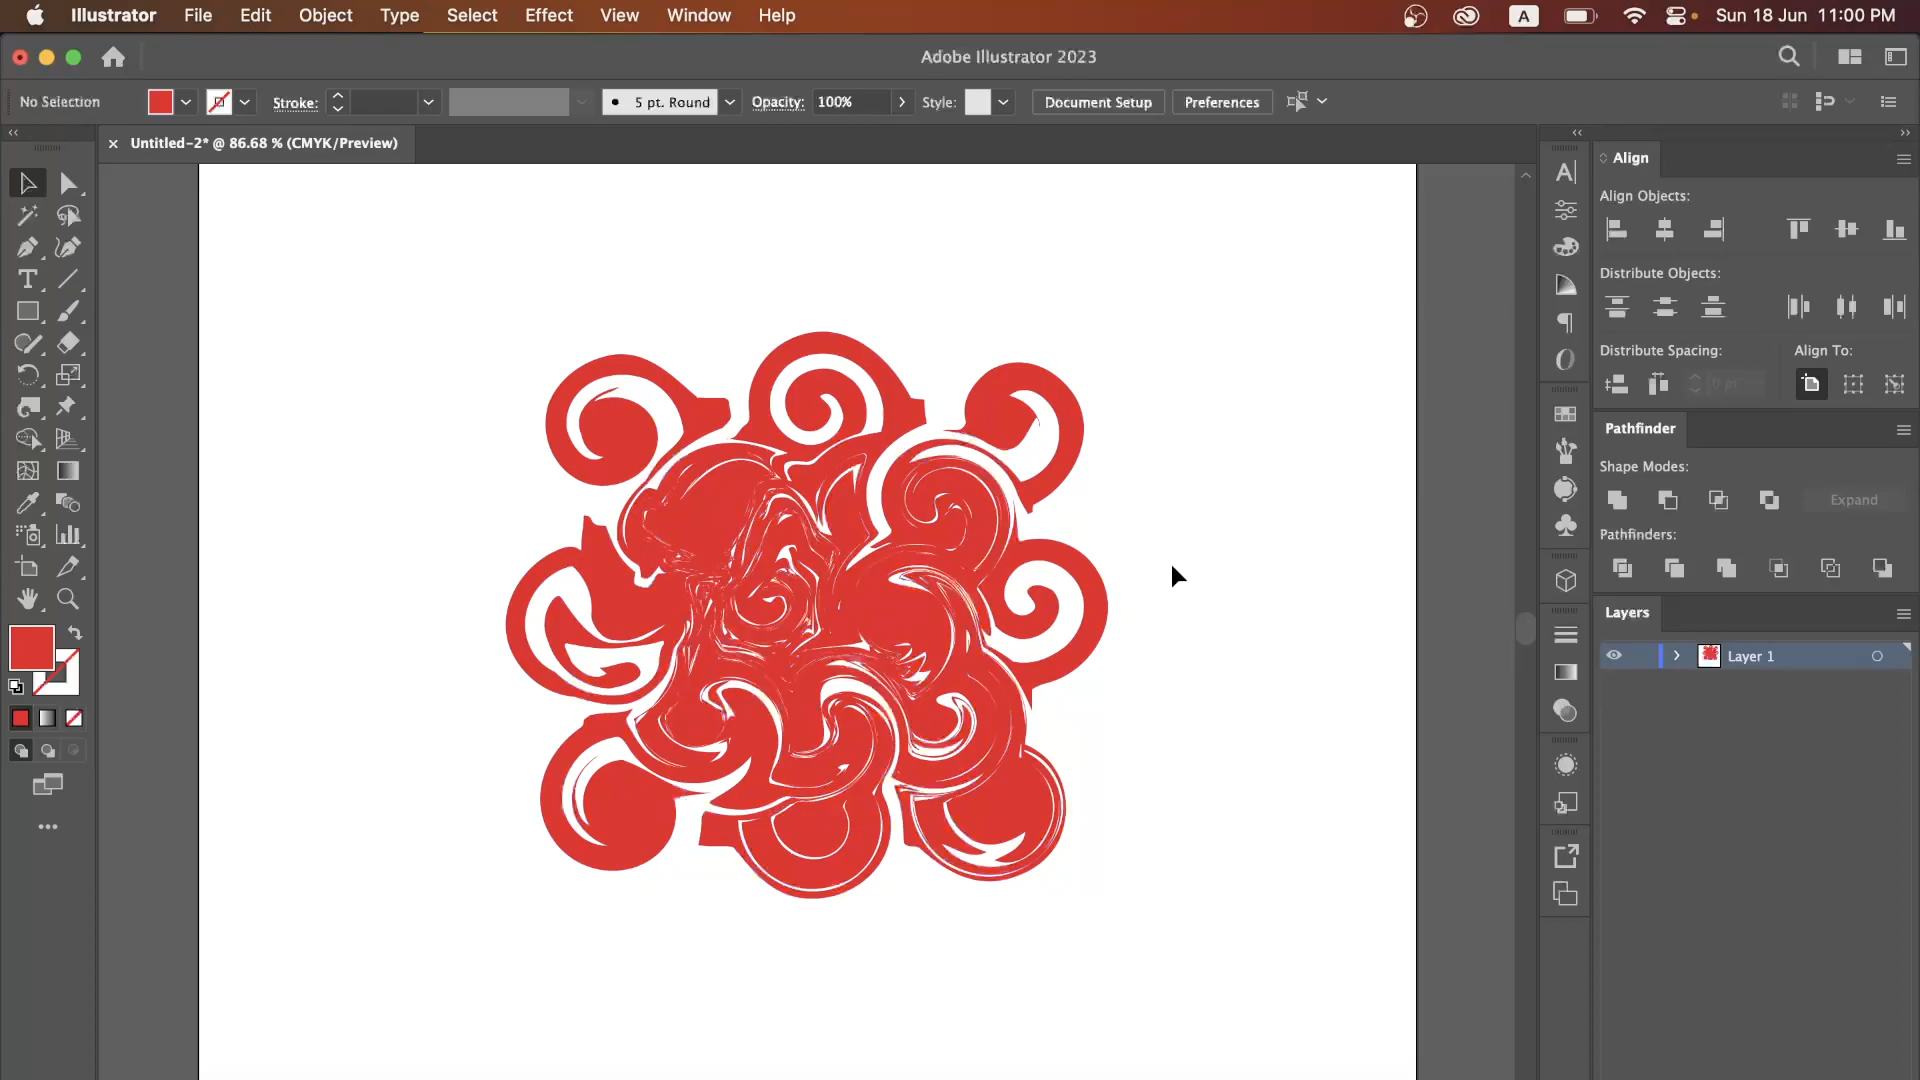 Illustrator File Edit Object Type Select Effect View Window Help A Sun 18 Jun 11:00 PM
Adobe Illustrator 2023
No Selection Stroke: 5 pt. Round Opacity: 100% Style: Document Setup Preferences
Untitled-2* @ 86.68 % (CMYK/Preview)
Align
Align Objects:
Distribute Objects:
Distribute Spacing: Align To:
0 pt
Pathfinder
Shape Modes:
Expand
Pathfinders:
Layers
Layer 1